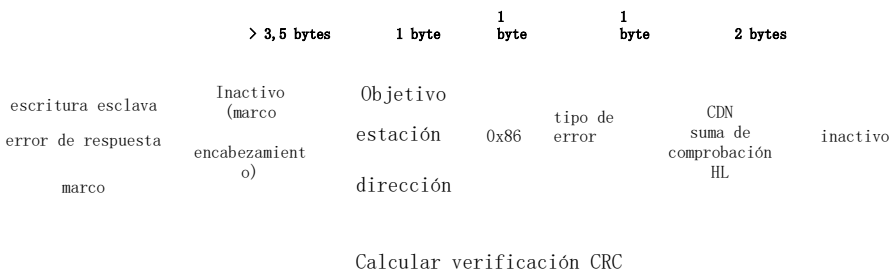 > 3,5 bytes 1 byte 1 byte 1 byte 2 bytes
escritura esclava
error de respuesta
marco
Inactivo
(marco
encabezamient
o)
Objetivo
estación
dirección
0x86
tipo de
error
CDN
suma de
comprobación
HL
inactivo
Calcular verificación CRC